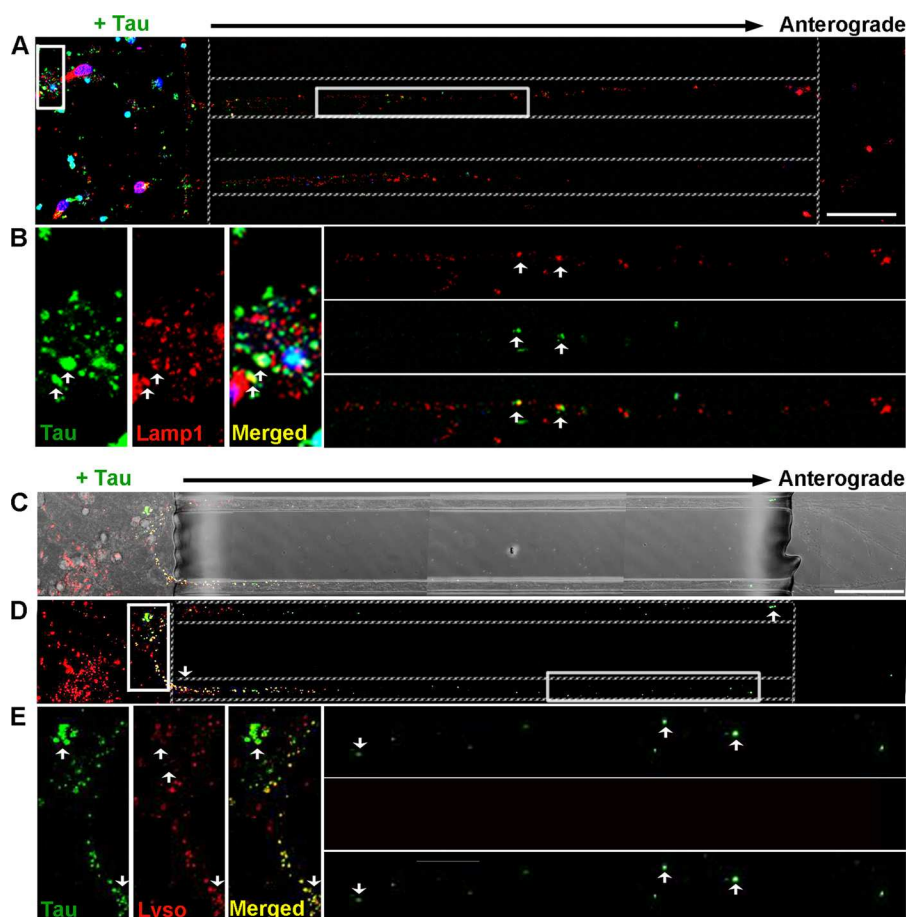 + Tau Anterograde
A
B
Tau Lamp1 Merged
+ Tau Anterograde
C
D
E
Tau Lyso Merged